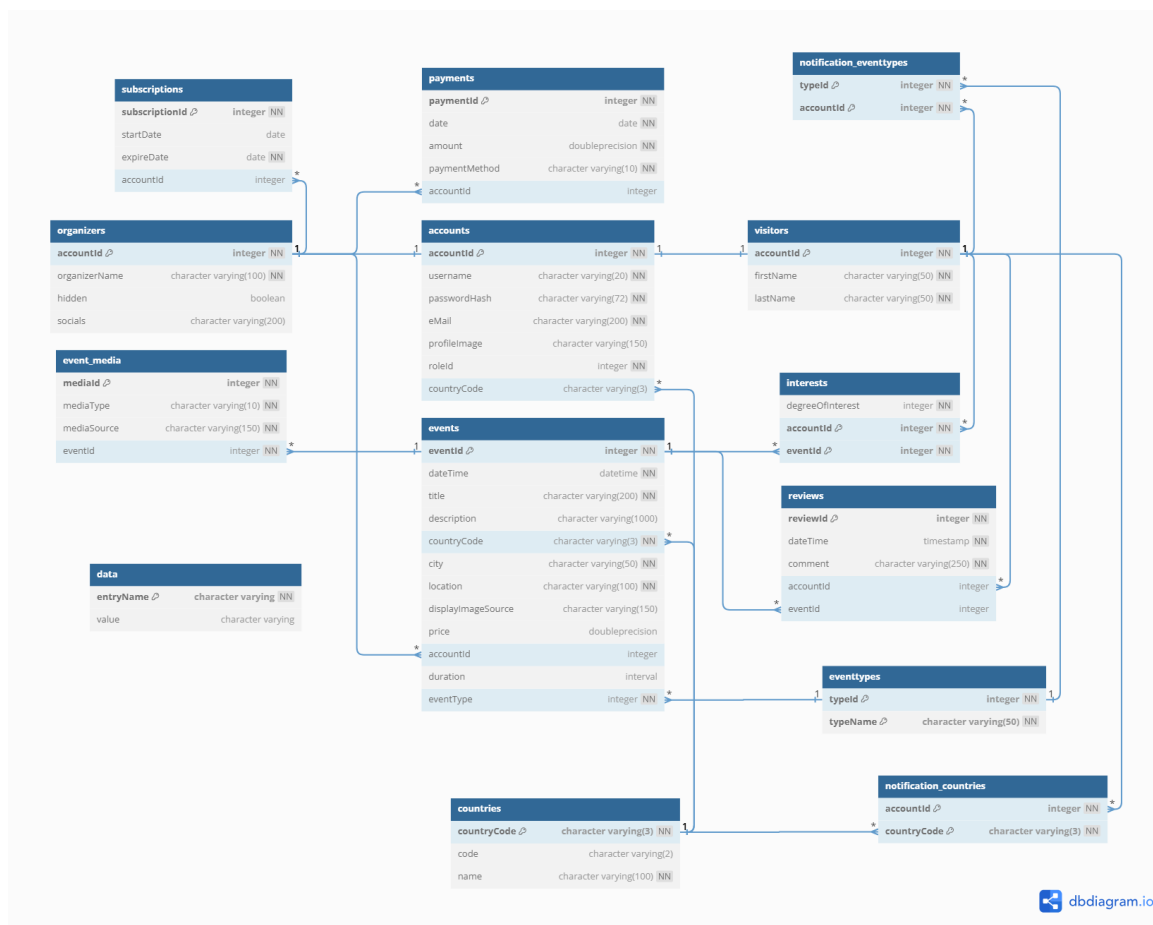 subscriptions
subscriptionId integer NN
startDate date
expireDate date NN
accountId integer
*
payments
paymentId integer NN
date date NN
amount doubleprecision NN
paymentMethod character varying(10) NN
accountId integer
*
notification_eventtypes
typeId integer NN
accountId integer NN
*
*
organizers
accountId integer NN
organizerName character varying(100) NN
hidden boolean
socials character varying(200)
1
accounts
accountId integer NN
username character varying(20) NN
passwordHash character varying(72) NN
eMail character varying(200) NN
profileImage character varying(150)
roleId integer NN
countryCode character varying(3)
1
1
*
visitors
accountId integer NN
firstName character varying(50) NN
lastName character varying(50) NN
1
1
event_media
mediaId integer NN
mediaType character varying(10) NN
mediaSource character varying(150) NN
eventId integer NN
*
events
eventId integer NN
dateTime datetime NN
title character varying(200) NN
description character varying(1000)
countryCode character varying(3) NN
city character varying(50) NN
location character varying(100) NN
displayImageSource character varying(150)
price doubleprecision
accountId integer
duration interval
eventType integer NN
1
1
*
*
*
interests
degreeOfInterest integer NN
accountId integer NN
eventId integer NN
*
*
reviews
reviewId integer NN
dateTime timestamp NN
comment character varying(250) NN
accountId integer
eventId integer
*
*
data
entryName character varying NN
value character varying
eventtypes
typeId integer NN
typeName character varying(50) NN
1
1
countries
countryCode character varying(3) NN
code character varying(2)
name character varying(100) NN
1
notification_countries
accountId integer NN
countryCode character varying(3) NN
*
*
dbdiagram.io